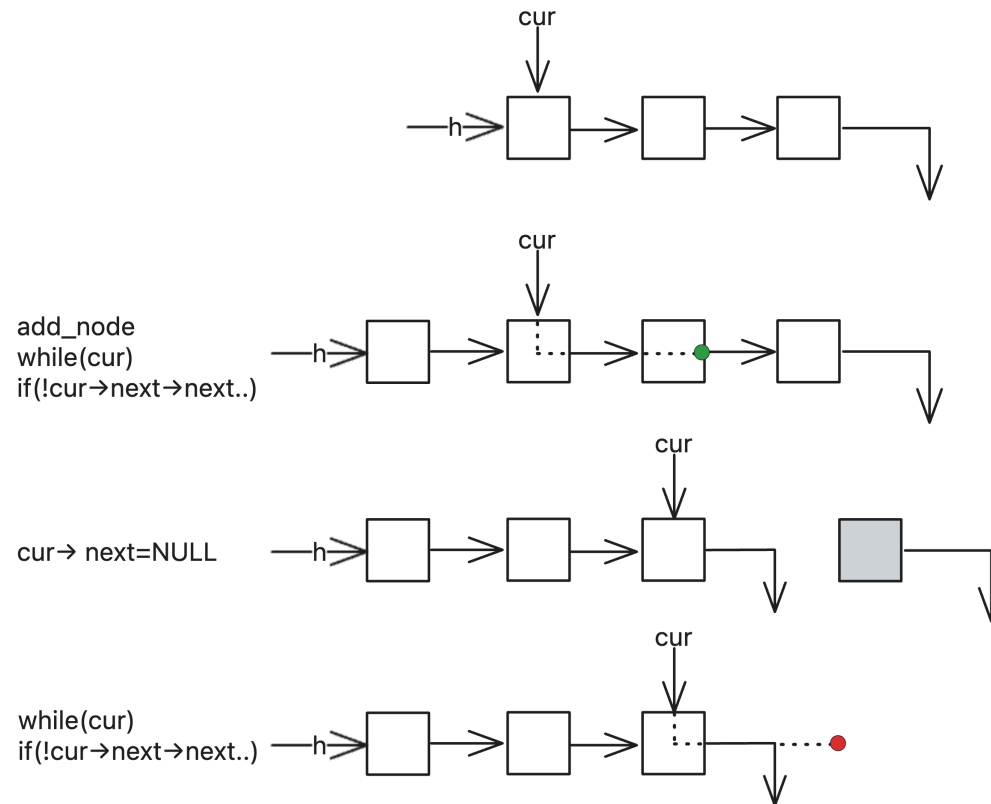 cur
h
cur
add_node
while(cur)
if(!cur→next→next..)
h
cur
cur→ next=NULL
h
cur
while(cur)
if(!cur→next→next..)
h